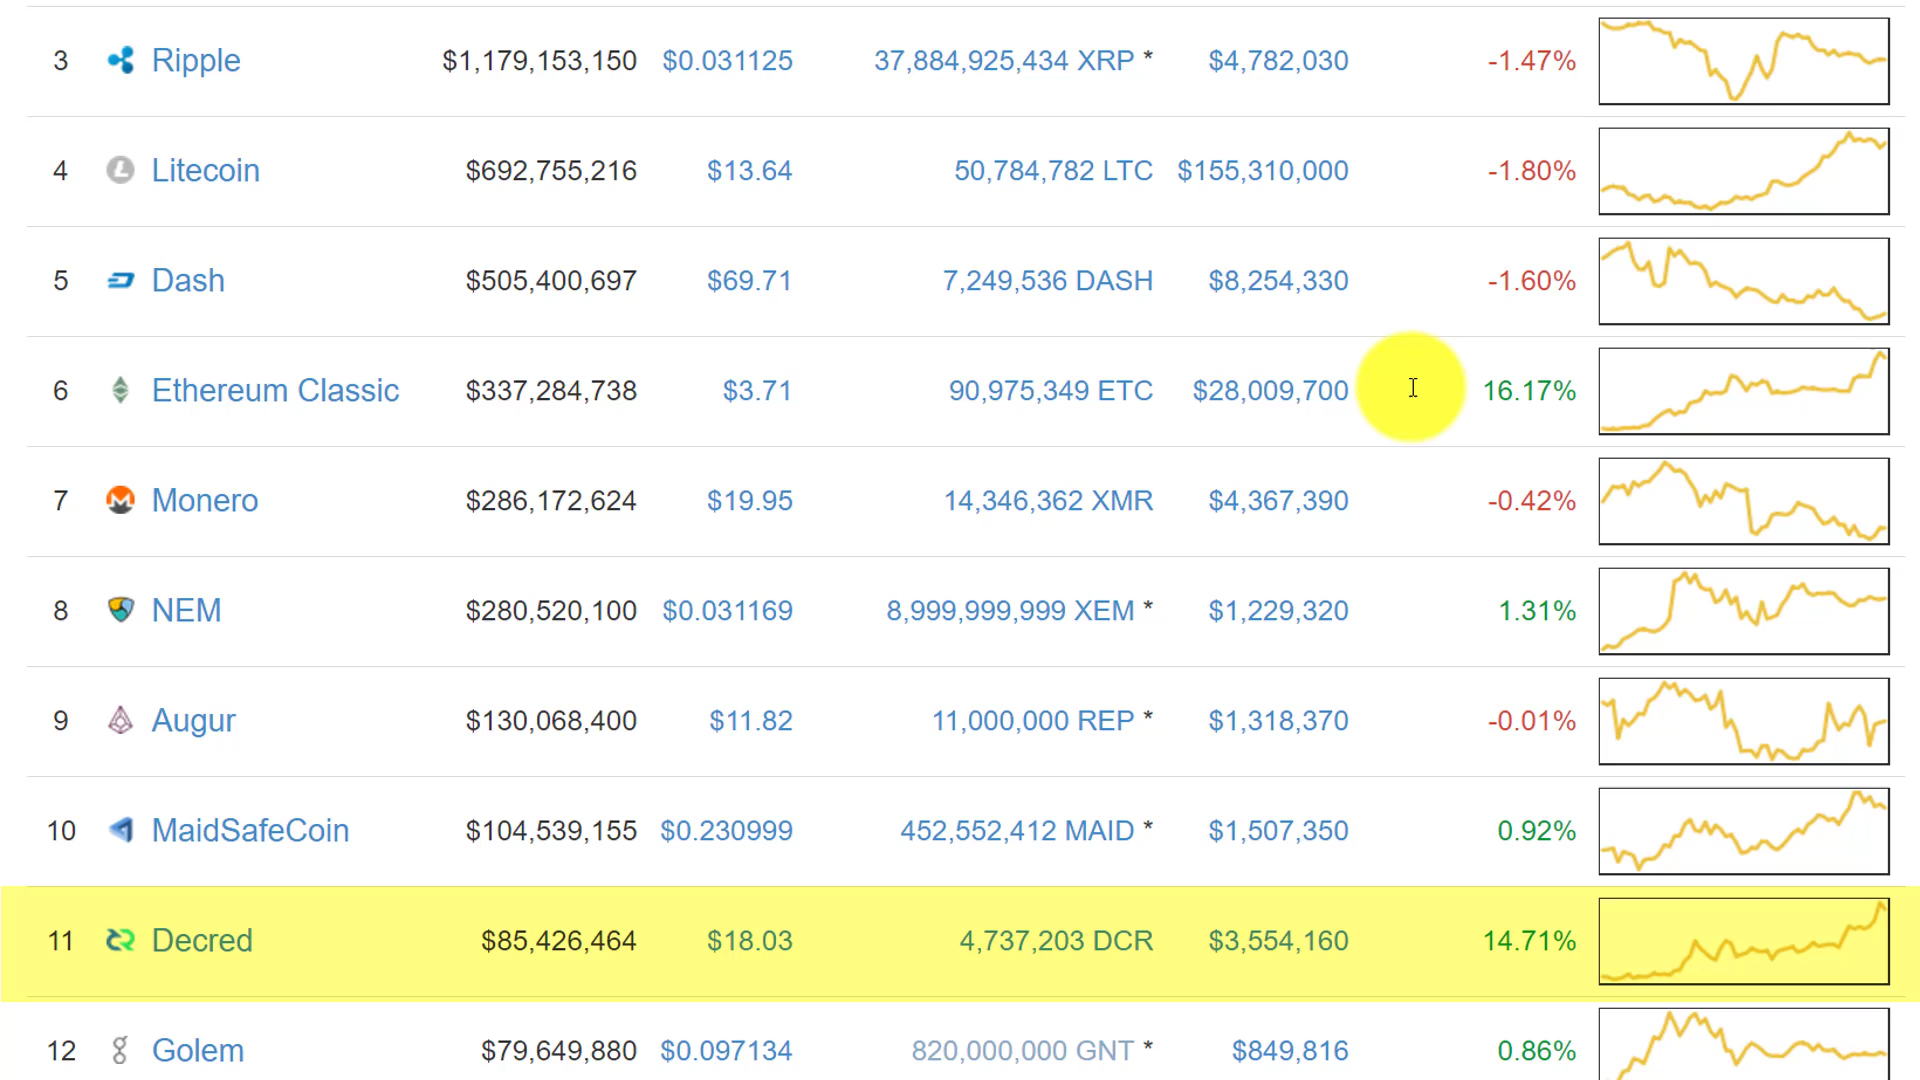 3 Ripple $1,179,153,150 $0.031125 37,884,925,434 XRP * $4,782,030 -1.47%
4 Litecoin $692,755,216 $13.64 50,784,782 LTC $155,310,000 -1.80%
5 Dash $505,400,697 $69.71 7,249,536 DASH $8,254,330 -1.60%
6 Ethereum Classic $337,284,738 $3.71 90,975,349 ETC $28,009,700 16.17%
7 Monero $286,172,624 $19.95 14,346,362 XMR $4,367,390 -0.42%
8 NEM $280,520,100 $0.031169 8,999,999,999 XEM * $1,229,320 1.31%
9 Augur $130,068,400 $11.82 11,000,000 REP * $1,318,370 -0.01%
10 MaidSafeCoin $104,539,155 $0.230999 452,552,412 MAID * $1,507,350 0.92%
11 Decred $85,426,464 $18.03 4,737,203 DCR $3,554,160 14.71%
12 Golem $79,649,880 $0.097134 820,000,000 GNT * $849,816 0.86%